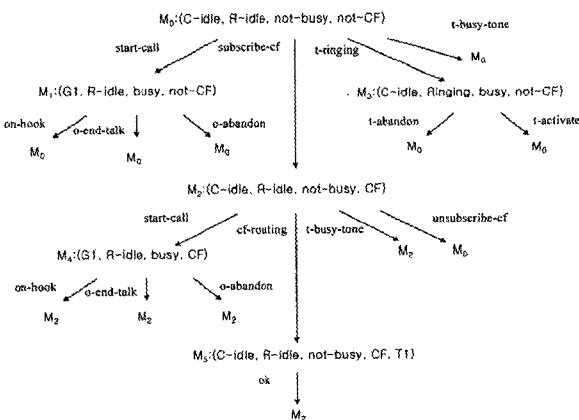 M₀:(C-idle, R-idle, not-busy, not-CF)
t-busy-tone
start-call subscribe-cf t-ringing
M₀
M₁:(G1, R-idle, busy, not-CF)
M₃:(C-idle, Ringing, busy, not-CF)
on-hook o-end-talk o-abandon
t-abandon t-activate
M₀ M₀ M₀
M₀ M₀
M₂:(C-idle, R-idle, not-busy, CF)
start-call cf-routing t-busy-tone unsubscribe-cf
M₂ M₀
M₄:(G1, R-idle, busy, CF)
on-hook o-end-talk o-abandon
M₂ M₂ M₂
M₅:(C-idle, R-idle, not-busy, CF, T1)
ok
M₂